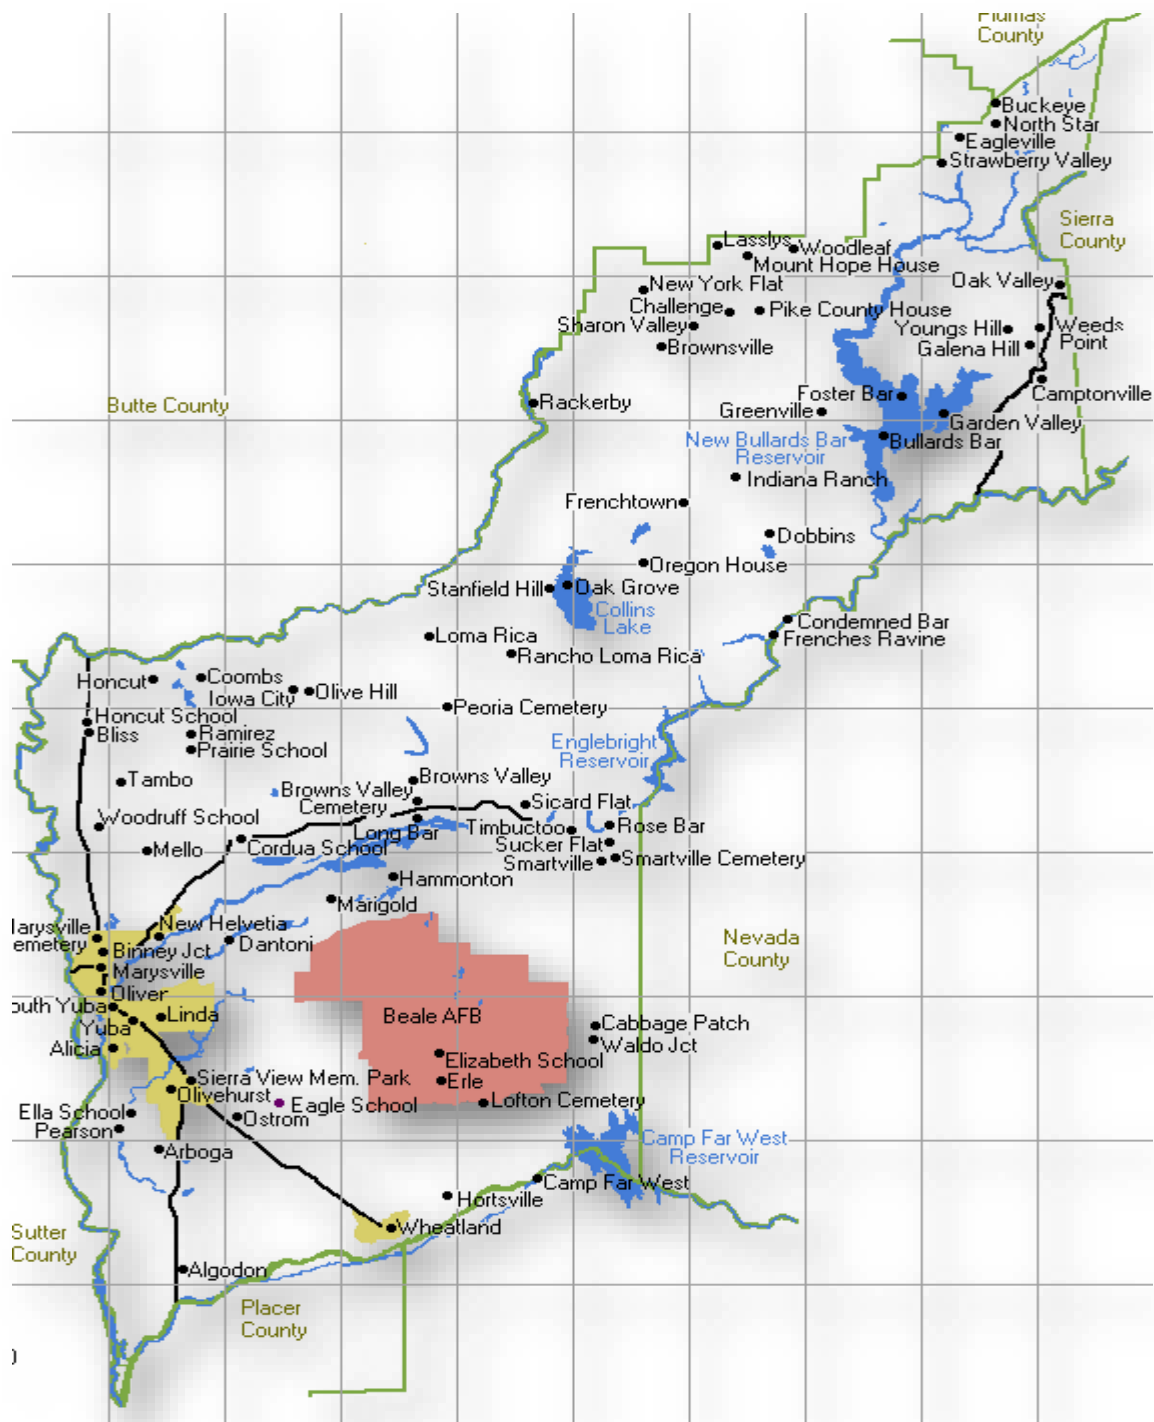 Plumas
County
Buckeye
North Star
Eagleville
Strawberry Valley
Sierra
County
Lasslys
Woodleaf
Mount Hope House
Oak Valley
New York Flat
Challenge
Pike County House
Sharon Valley
Youngs Hill
Weeds
Point
Galena Hill
Brownsville
Camptonville
Butte County
Rackerby
Foster Bar
Greenville
Garden Valley
New Bullards Bar
Reservoir
Bullards Bar
Indiana Ranch
Frenchtown
Dobbins
Oregon House
Stanfield Hill
Oak Grove
Collins
Lake
Condemned Bar
Frenches Ravine
Loma Rica
Rancho Loma Rica
Honcut
Coombs
Iowa City
Olive Hill
Peoria Cemetery
Honcut School
Bliss
Ramirez
Prairie School
Englebright
Reservoir
Tambo
Browns Valley
Browns Valley
Cemetery
Sicard Flat
Woodruff School
Long Bar
Timbuctoo
Rose Bar
Sucker Flat
Mello
Cordua School
Smartville
Smartville Cemetery
Hammonton
Marigold
Marysville
emetery
New Helvetia
Binney Jct
Dantoni
Nevada
County
Marysville
Oliver
outh Yuba
Yuba
Linda
Beale AFB
Cabbage Patch
Waldo Jct
Alicia
Elizabeth School
Erle
Sierra View Mem. Park
Olivehurst
Eagle School
Lofton Cemetery
Ella School
Ostrom
Pearson
Arboga
Camp Far West
Reservoir
Camp Far West
Hortsville
Wheatland
Sutter
County
Algodon
Placer
County